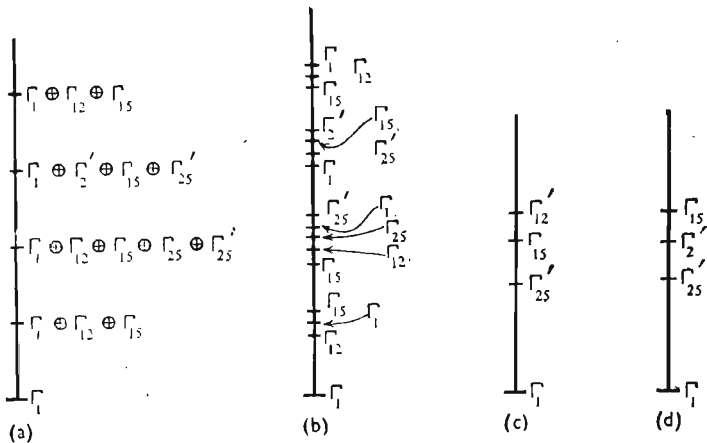 Γ₁ ⊕ Γ₁₂ ⊕ Γ₁₅
Γ₁ ⊕ Γ₂′ ⊕ Γ₁₅ ⊕ Γ₂₅′
Γ₁ ⊕ Γ₁₂ ⊕ Γ₁₅ ⊕ Γ₂₅ ⊕ Γ₂₅′
Γ₁ ⊕ Γ₁₂ ⊕ Γ₁₅
Γ₁
(a)
Γ₁ Γ₁₂
Γ₁₅
Γ₂′ Γ₁₅
Γ₂₅′
Γ₁
Γ₂₅′ Γ₁
Γ₂₅
Γ₁₂
Γ₁₅
Γ₁₅ Γ₁
Γ₁₂
Γ₁
(b)
Γ₁₂′
Γ₁₅
Γ₂₅′
Γ₁
(c)
Γ₁₅
Γ₂′
Γ₂₅′
Γ₁
(d)